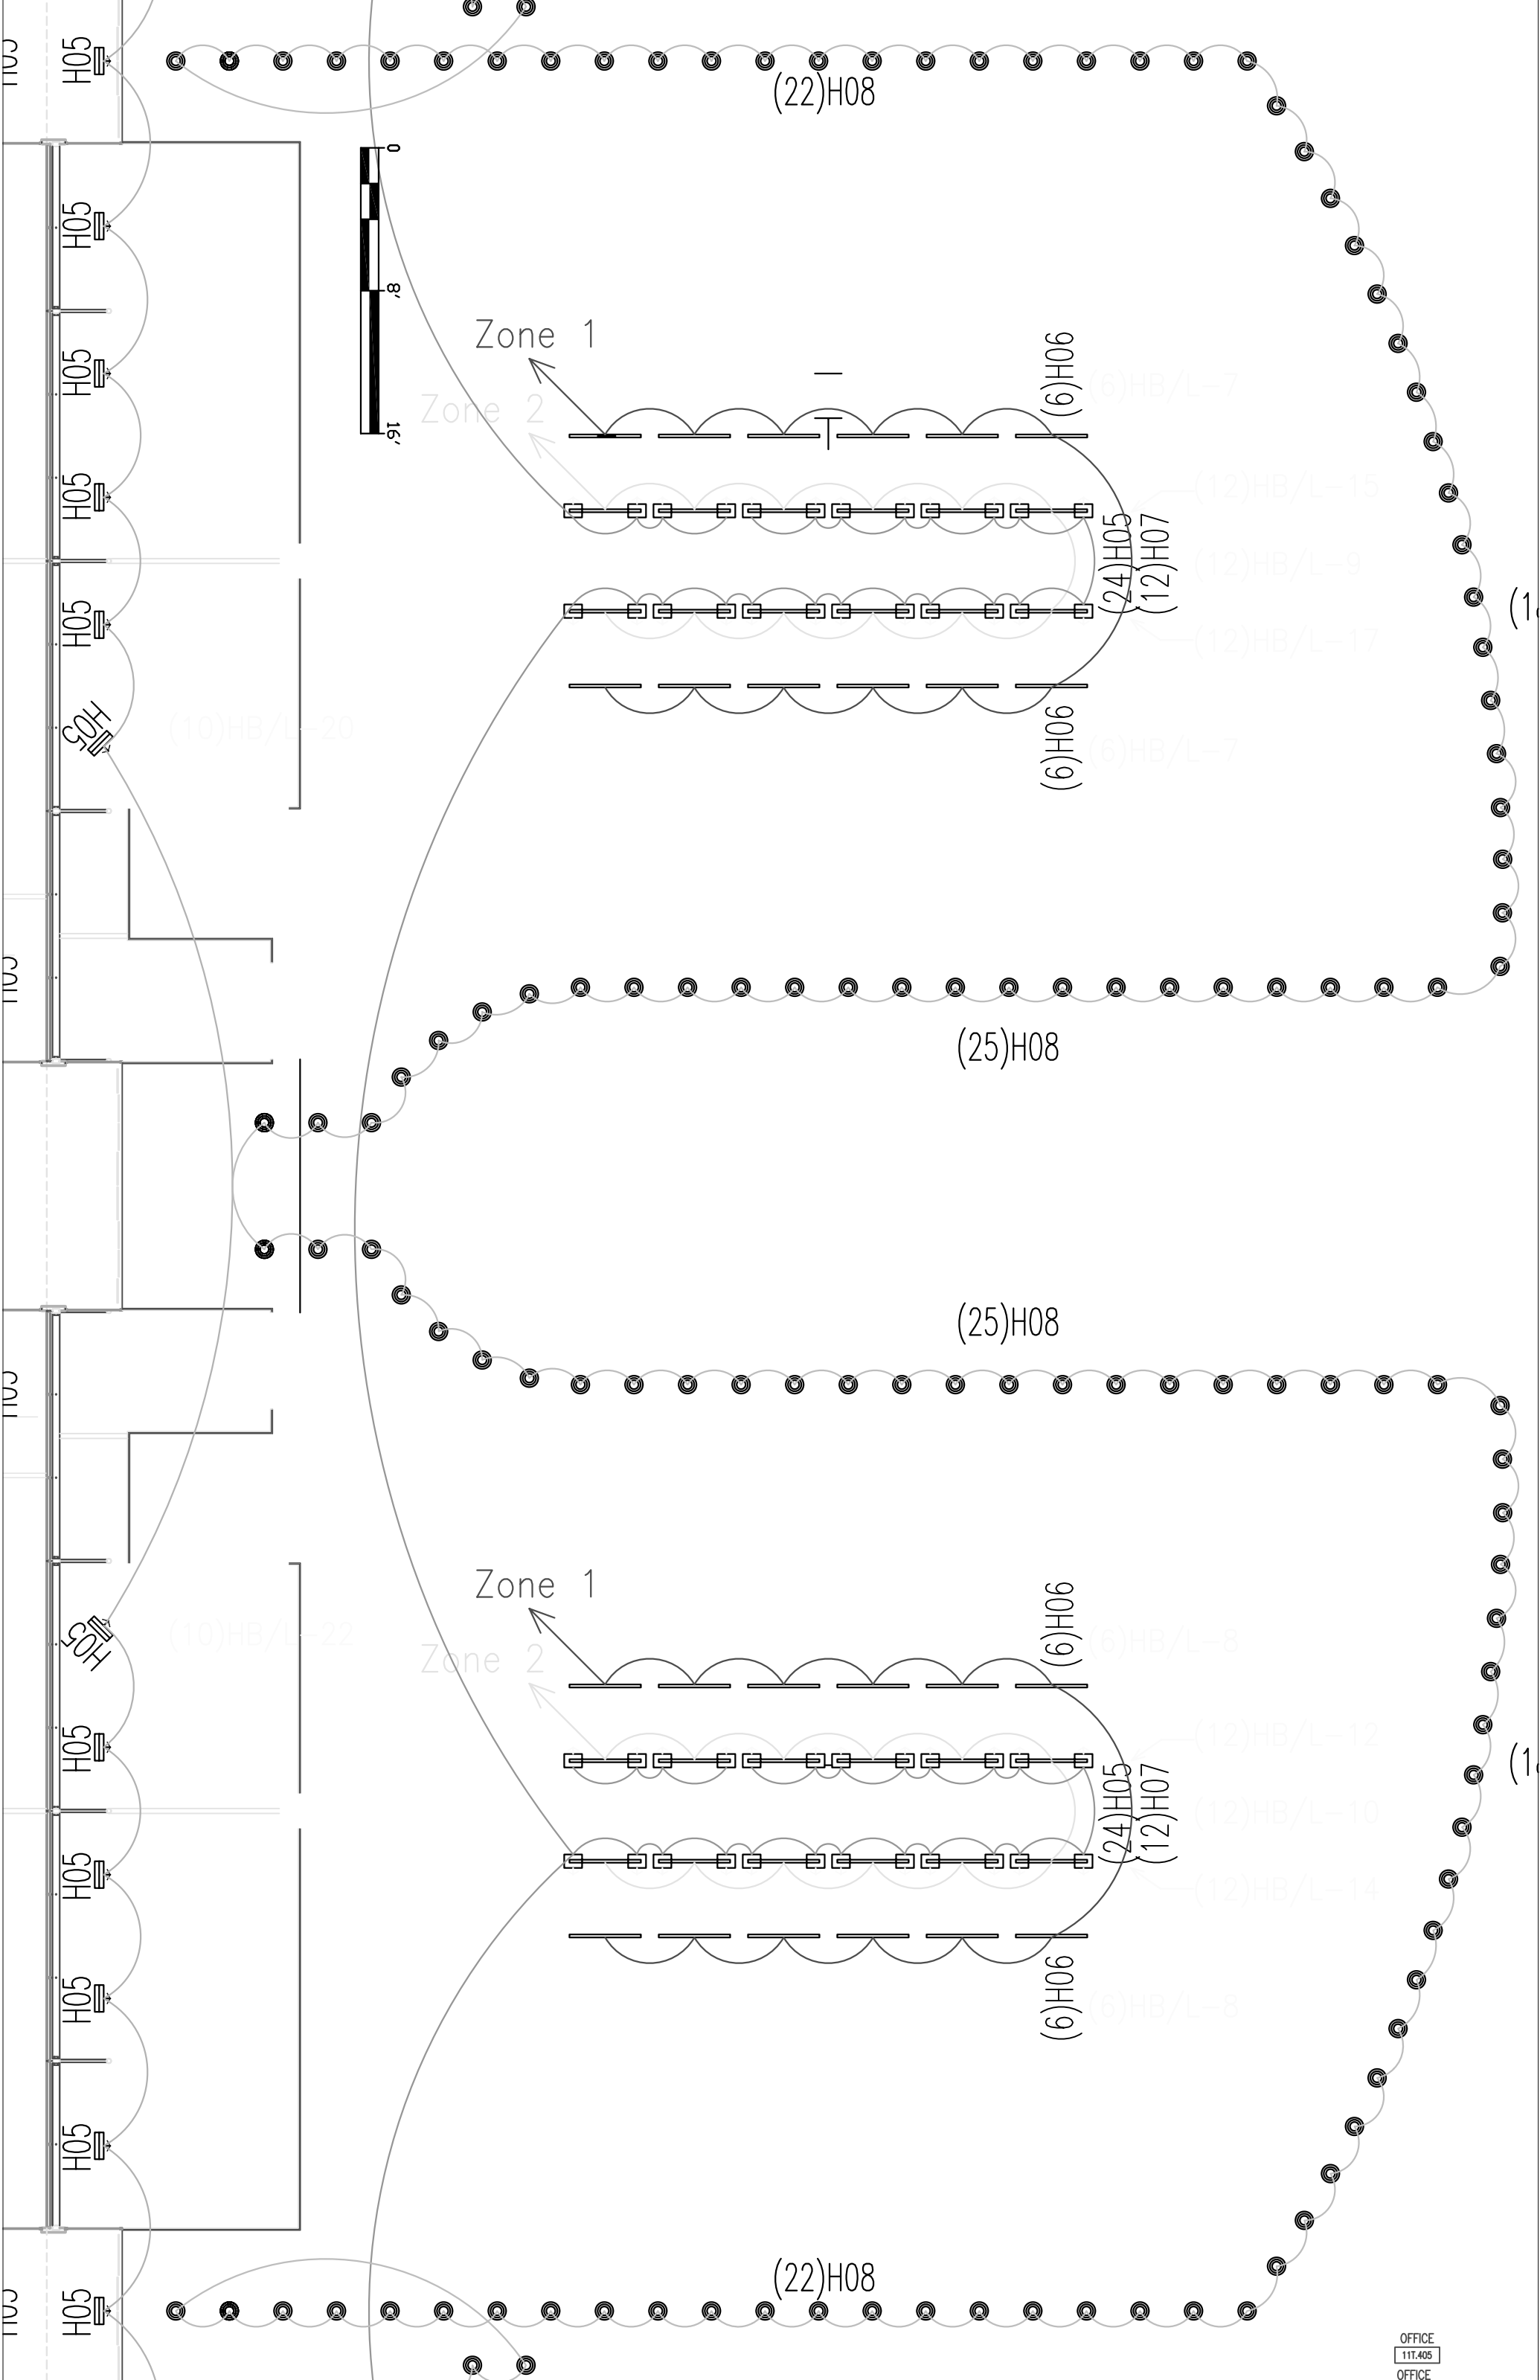 H05
(22)H08
0
H05
8'
Zone 1
(6)H06
(6)HB/L-7
H05
Zone 2
16'
(12)HB/L-15
H05
(24)H05
(12)H07
(12)HB/L-9
H05
(12)HB/L-17
H05
(10)HB/L-20
(6)H06
(6)HB/L-7
(25)H08
(25)H08
Zone 1
(6)H06
H05
(10)HB/L-22
(6)HB/L-8
Zone 2
H05
(12)HB/L-12
(24)H05
(12)H07
(12)HB/L-10
H05
(12)HB/L-14
H05
(6)H06
(6)HB/L-8
H05
(22)H08
H05
OFFICE
11T.405
OFFICE